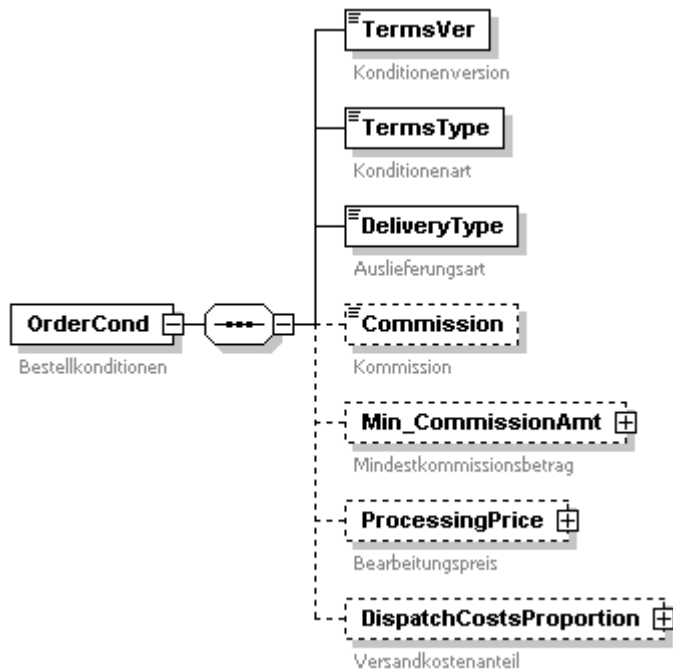 TermsVer
Konditionenversion
TermsType
Konditionenart
DeliveryType
Auslieferungsart
OrderCond
Bestellkonditionen
Commission
Kommission
Min_CommissionAmt
Mindestkommissionsbetrag
ProcessingPrice
Bearbeitungspreis
DispatchCostsProportion
Versandkostenanteil